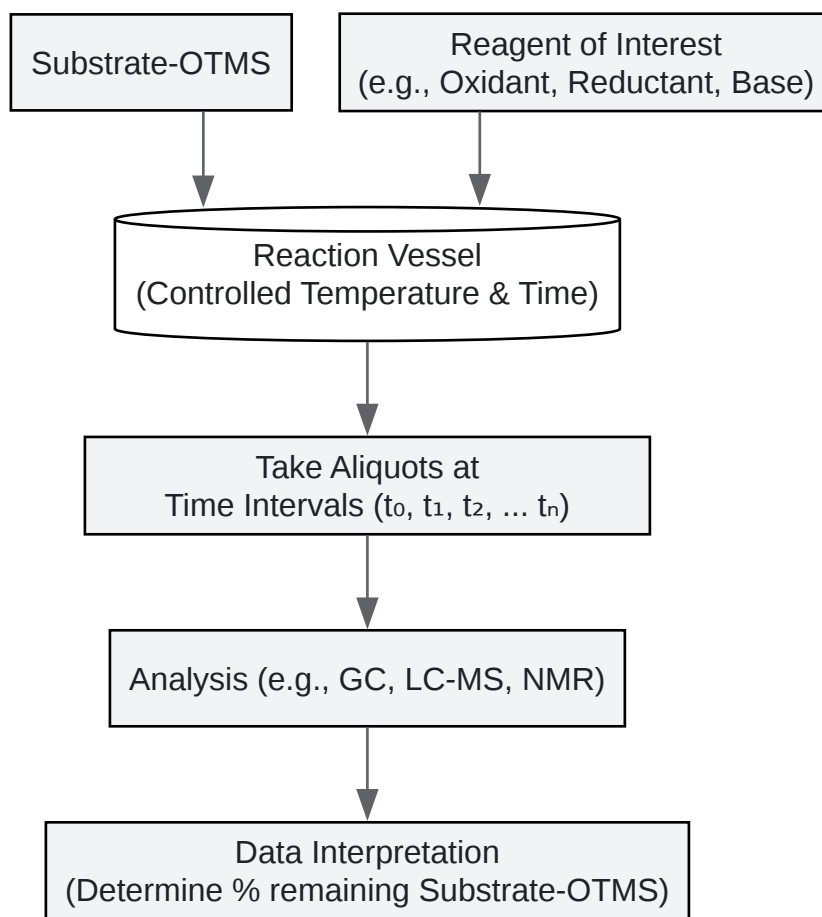 Substrate-OTMS
Reagent of Interest
(e.g., Oxidant, Reductant, Base)
Reaction Vessel
(Controlled Temperature & Time)
Take Aliquots at
Time Intervals (t₀, t₁, t₂, ... tₙ)
Analysis (e.g., GC, LC-MS, NMR)
Data Interpretation
(Determine % remaining Substrate-OTMS)